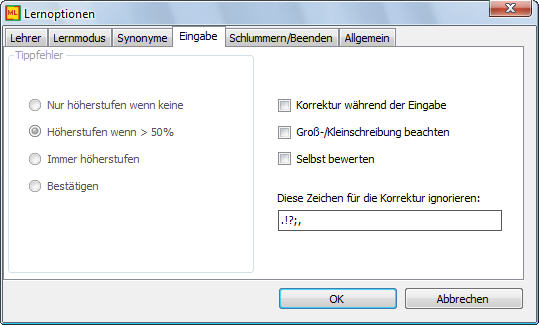 ML Lernoptionen
Lehrer Lernmodus Synonyme Eingabe Schlummern/Beenden Allgemein
Tippfehler
Nur höherstufen wenn keine
Höherstufen wenn > 50%
Immer höherstufen
Bestätigen
Korrektur während der Eingabe
Groß-/Kleinschreibung beachten
Selbst bewerten
Diese Zeichen für die Korrektur ignorieren:
.!?;,
OK Abbrechen